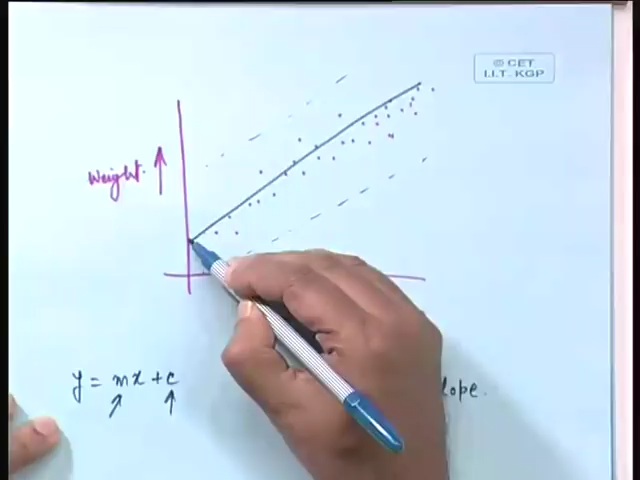 © CET
I.I.T. KGP
Weight.
y = mx + c
lope.